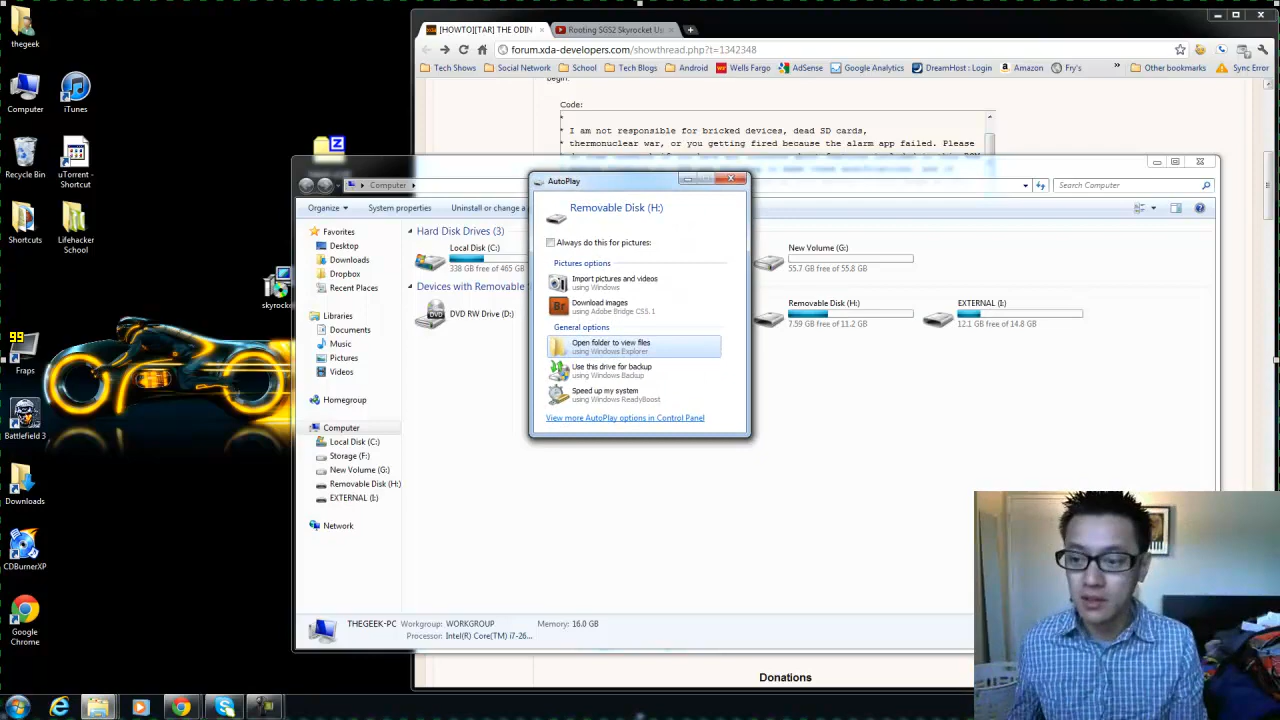 thegeek
Computer
iTunes
Recycle Bin
uTorrent - Shortcut
Shortcuts
Lifehacker School
99
Fraps
Battlefield 3
Downloads
CDBurnerXP
Google Chrome
Z
[HOWTO][TAR] THE ODIN
Rooting SGS2 Skyrocket Us
forum.xda-developers.com/showthread.php?t=1342348
Tech Shows
Social Network
School
Tech Blogs
Android
Wells Fargo
AdSense
Google Analytics
DreamHost : Login
Amazon
Fry's
»
Other bookmarks
Sync Error
Begin:
Code:
* I am not responsible for bricked devices, dead SD cards,
* thermonuclear war, or you getting fired because the alarm app failed. Please
Computer
Search Computer
Organize
System properties
Uninstall or change a
Favorites
Desktop
Downloads
Dropbox
Recent Places
Libraries
Documents
Music
Pictures
Videos
Homegroup
Computer
Local Disk (C:)
Storage (F:)
New Volume (G:)
Removable Disk (H:)
EXTERNAL (I:)
Network
Hard Disk Drives (3)
Local Disk (C:)
338 GB free of 465 GB
Devices with Removable
DVD
DVD RW Drive (D:)
New Volume (G:)
55.7 GB free of 55.8 GB
Removable Disk (H:)
7.59 GB free of 11.2 GB
EXTERNAL (I:)
12.1 GB free of 14.8 GB
AutoPlay
Removable Disk (H:)
Always do this for pictures:
Pictures options
Import pictures and videos
using Windows
Br
Download images
using Adobe Bridge CS5.1
General options
Open folder to view files
using Windows Explorer
Use this drive for backup
using Windows Backup
Speed up my system
using Windows ReadyBoost
View more AutoPlay options in Control Panel
THEGEEK-PC
Workgroup: WORKGROUP
Memory: 16.0 GB
Processor: Intel(R) Core(TM) i7-26...
Donations